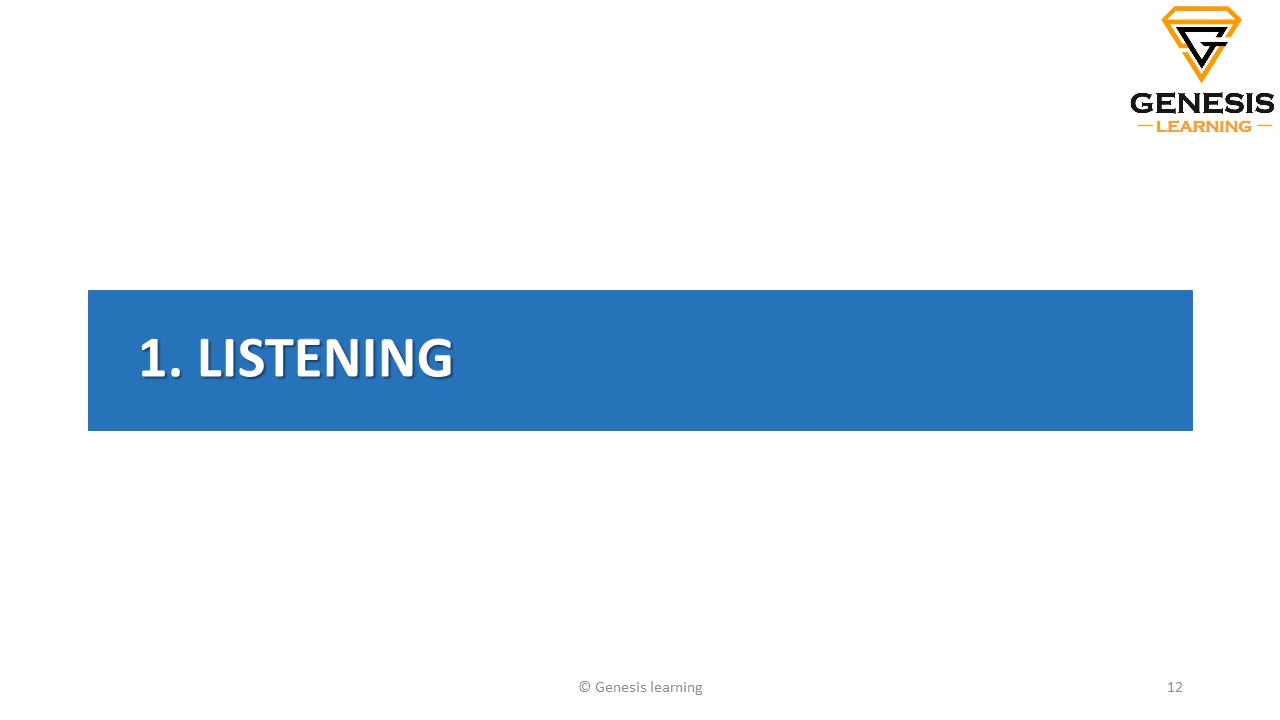 GENESIS
LEARNING
1. LISTENING
© Genesis learning
12